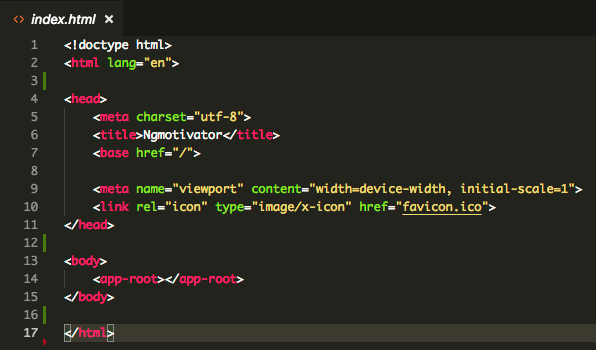 <> index.html ×
1 <!doctype html>
2 <html lang="en">
3
4 <head>
5     <meta charset="utf-8">
6     <title>Ngmotivator</title>
7     <base href="/">
8
9     <meta name="viewport" content="width=device-width, initial-scale=1">
10     <link rel="icon" type="image/x-icon" href="favicon.ico">
11 </head>
12
13 <body>
14     <app-root></app-root>
15 </body>
16
17 </html>